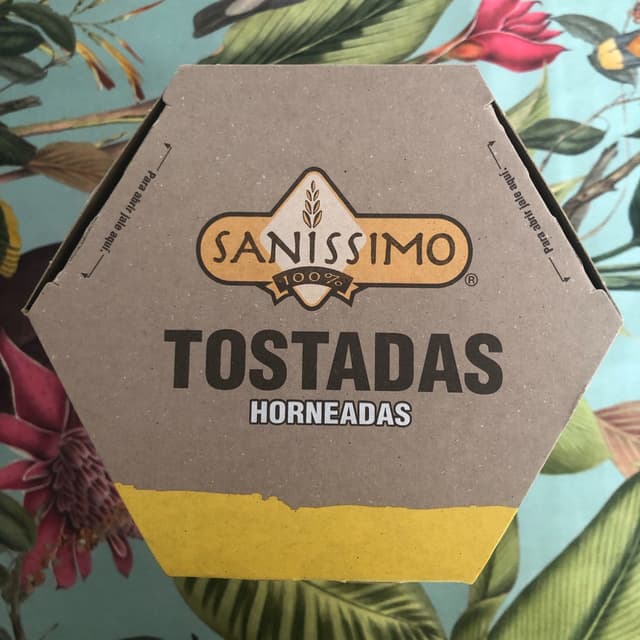 Para abrir jale aquí
Para abrir jale aquí
SANISSIMO
®
100%
TOSTADAS
HORNEADAS